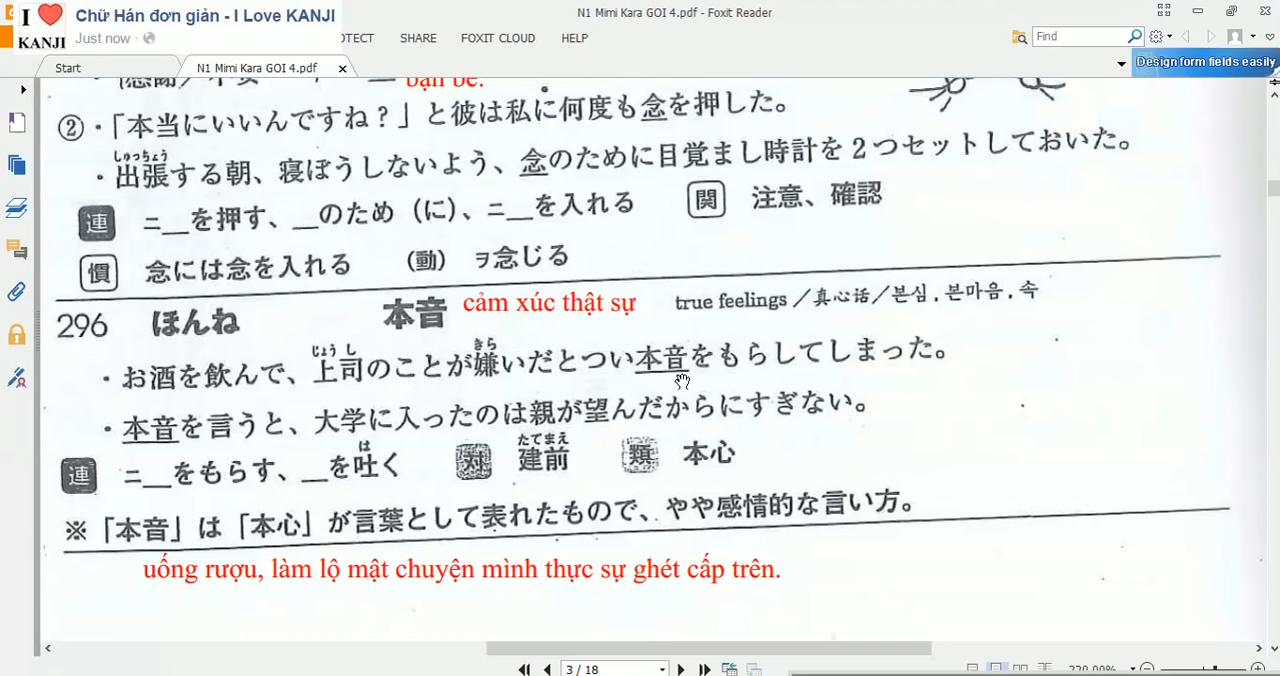 I LOVE KANJI
Chữ Hán đơn giản - I Love KANJI
Just now
N1 Mimi Kara GOI 4.pdf - Foxit Reader
SHARE FOXIT CLOUD HELP
Find
Start
N1 Mimi Kara GOI 4.pdf
Design form fields easily
bạn bè.
② ・「本当にいいんですね？」と彼は私に何度も念を押した。
しゅっちょう
・出張する朝、寝ぼうしないよう、念のために目覚まし時計を２つセットしておいた。
連 ニ__を押す、__のため（に）、ニ__を入れる 関 注意、確認
慣 念には念を入れる （動） ヲ念じる
296 ほんね 本音 cảm xúc thật sự true feelings／真心话／본심, 본마음, 속
じょうし きら
・お酒を飲んで、上司のことが嫌いだとつい本音をもらしてしまった。
・本音を言うと、大学に入ったのは親が望んだからにすぎない。
は たてまえ
連 ニ__をもらす、__を吐く 対 建前 類 本心
※「本音」は「本心」が言葉として表れたもので、やや感情的な言い方。
uống rượu, làm lộ mật chuyện mình thực sự ghét cấp trên.
3 / 18